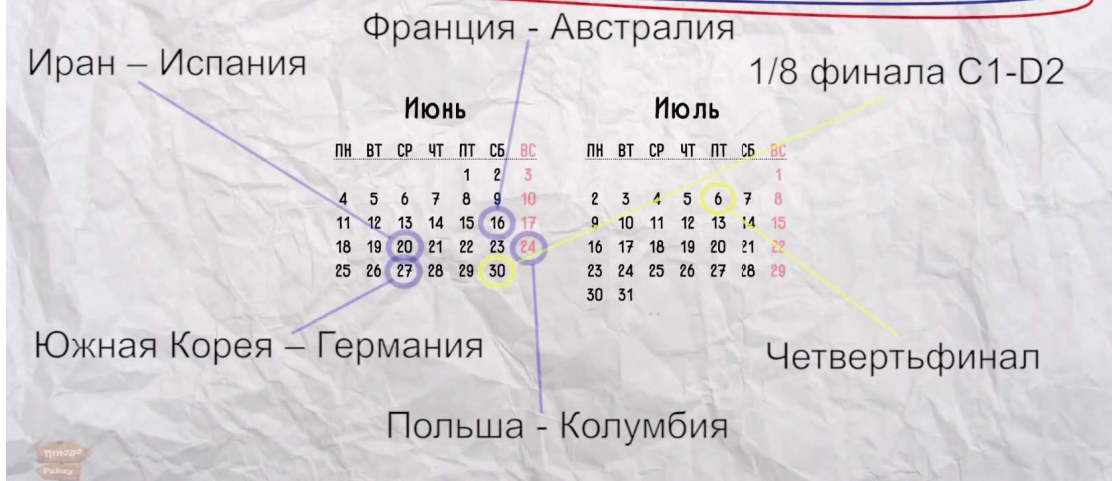 Франция - Австралия
Иран – Испания
1/8 финала C1-D2
Июнь
ПН ВТ СР ЧТ ПТ СБ ВС
1 2 3
4 5 6 7 8 9 10
11 12 13 14 15 16 17
18 19 20 21 22 23 24
25 26 27 28 29 30
Июль
ПН ВТ СР ЧТ ПТ СБ ВС
1
2 3 4 5 6 7 8
9 10 11 12 13 14 15
16 17 18 19 20 21 22
23 24 25 26 27 28 29
30 31
Южная Корея – Германия
Четвертьфинал
Польша - Колумбия